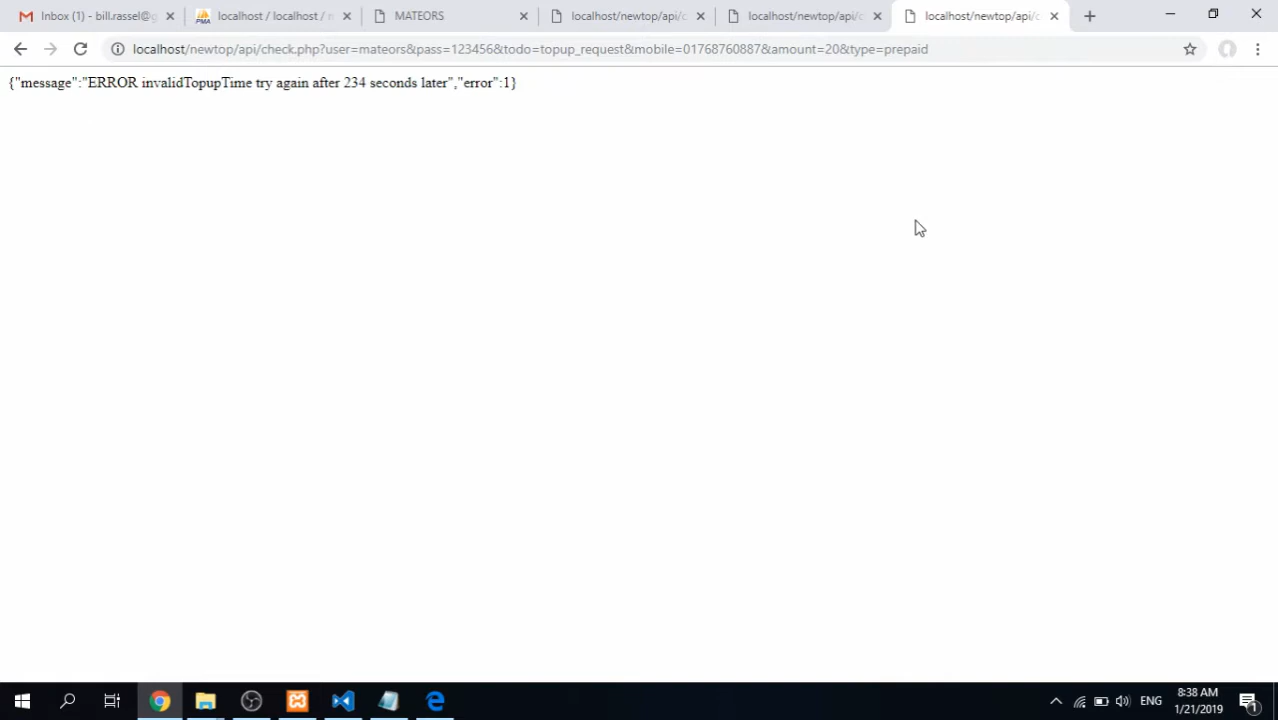 Inbox (1) - bill.rassel@g
localhost / localhost / n
MATEORS
localhost/newtop/api/c
localhost/newtop/api/c
localhost/newtop/api/c
localhost/newtop/api/check.php?user=mateors&pass=123456&todo=topup_request&mobile=01768760887&amount=20&type=prepaid
{"message":"ERROR invalidTopupTime try again after 234 seconds later","error":1}
ENG
8:38 AM
1/21/2019
1